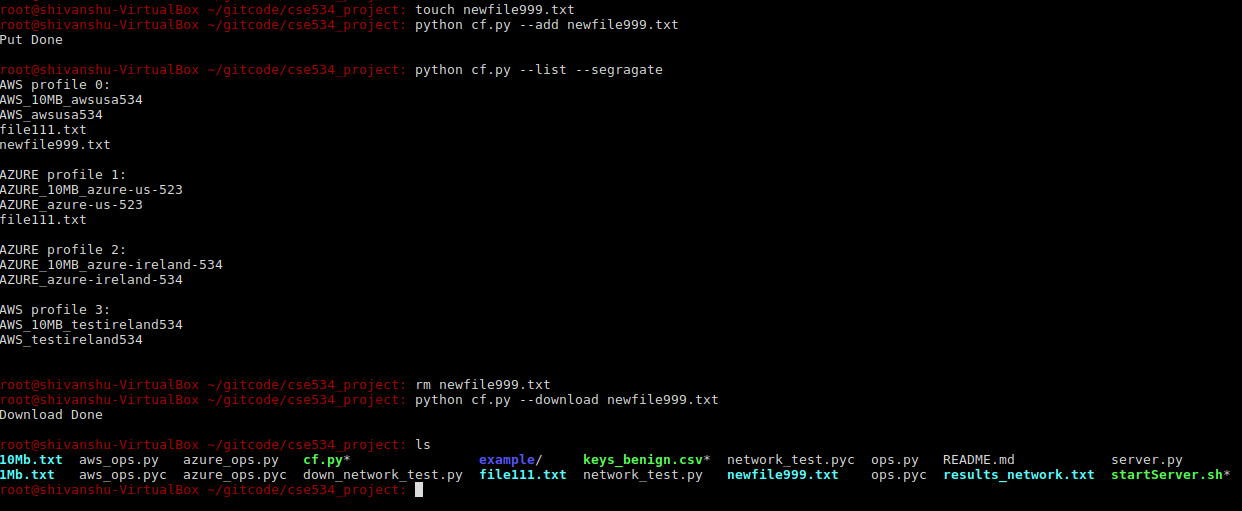 root@shivanshu-VirtualBox ~/gitcode/cse534_project: touch newfile999.txt
root@shivanshu-VirtualBox ~/gitcode/cse534_project: python cf.py --add newfile999.txt
Put Done
root@shivanshu-VirtualBox ~/gitcode/cse534_project: python cf.py --list --segragate
AWS profile 0:
AWS_10MB_awsusa534
AWS_awsusa534
file111.txt
newfile999.txt
AZURE profile 1:
AZURE_10MB_azure-us-523
AZURE_azure-us-523
file111.txt
AZURE profile 2:
AZURE_10MB_azure-ireland-534
AZURE_azure-ireland-534
AWS profile 3:
AWS_10MB_testireland534
AWS_testireland534
root@shivanshu-VirtualBox ~/gitcode/cse534_project: rm newfile999.txt
root@shivanshu-VirtualBox ~/gitcode/cse534_project: python cf.py --download newfile999.txt
Download Done
root@shivanshu-VirtualBox ~/gitcode/cse534_project: ls
10Mb.txt  aws_ops.py   azure_ops.py   cf.py*                example/     keys_benign.csv*  network_test.pyc  ops.py   README.md            server.py
1Mb.txt   aws_ops.pyc  azure_ops.pyc  down_network_test.py  file111.txt  network_test.py   newfile999.txt    ops.pyc  results_network.txt  startServer.sh*
root@shivanshu-VirtualBox ~/gitcode/cse534_project: